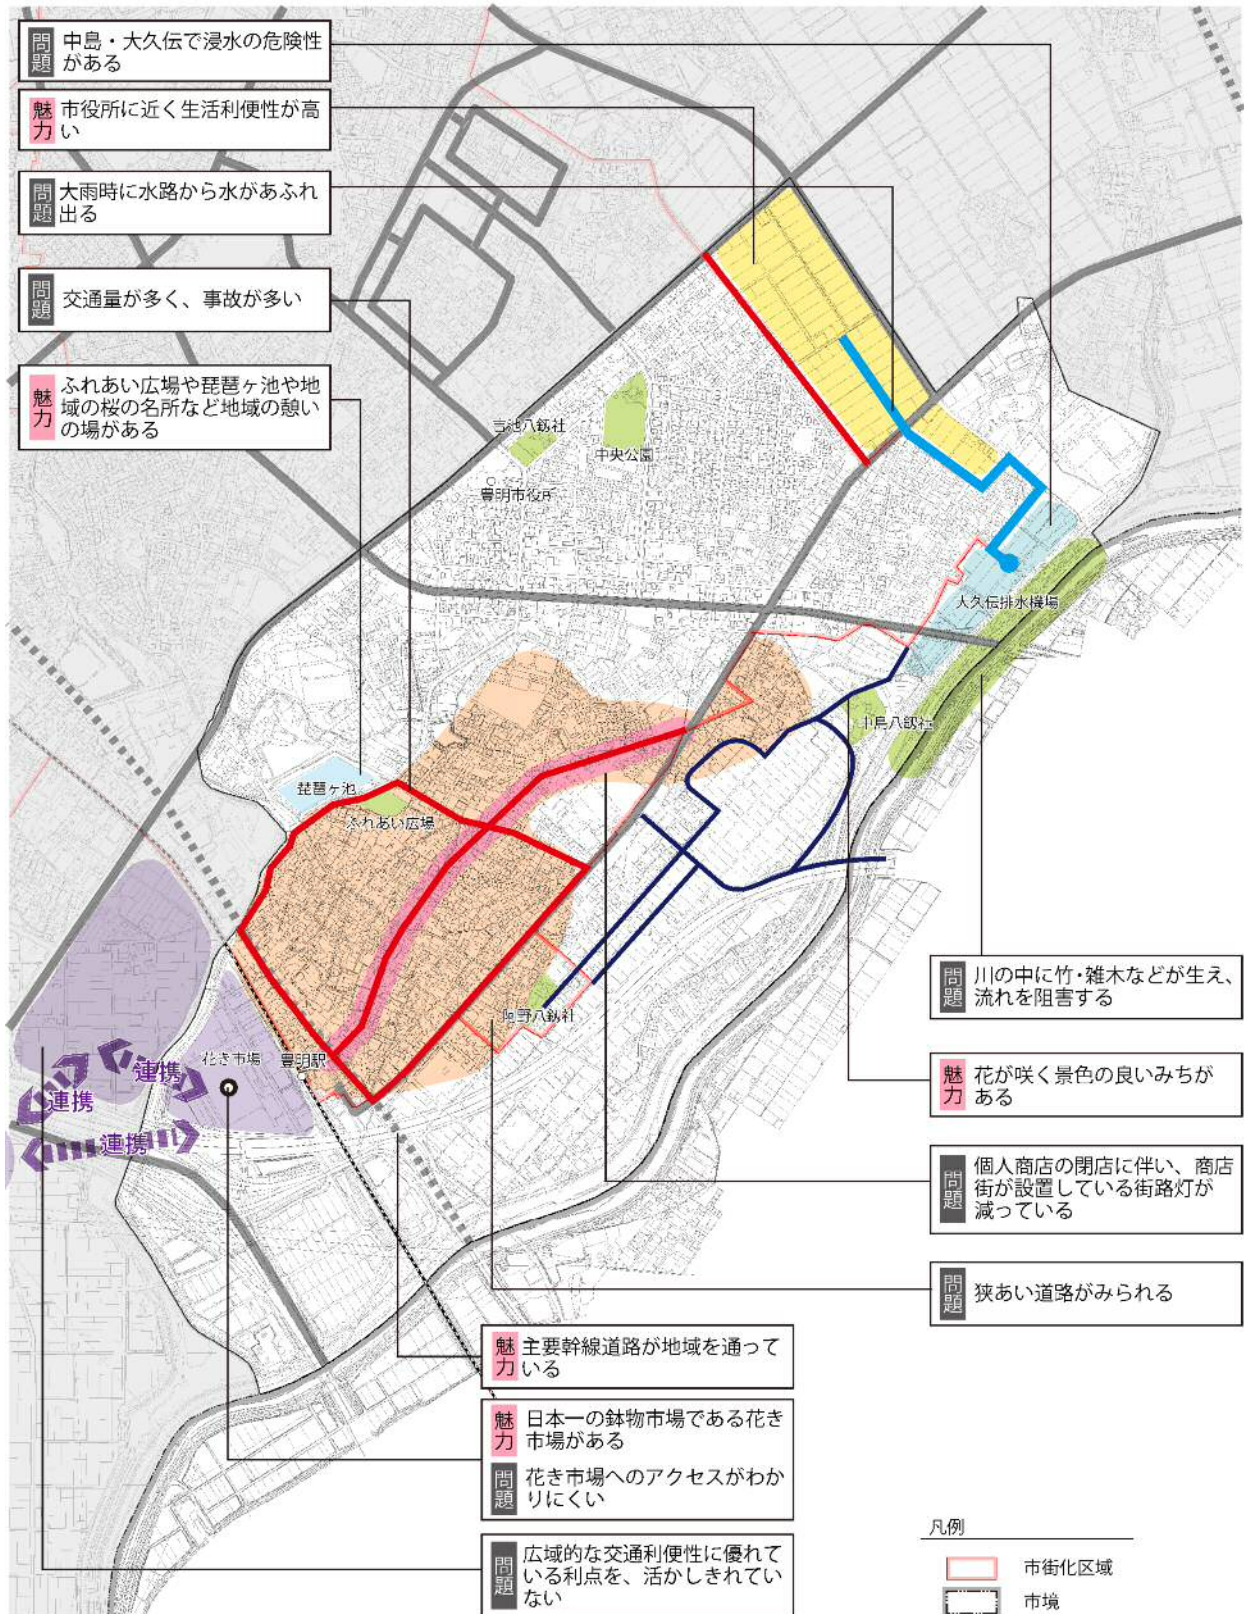 問題
中島・大久伝で浸水の危険性
がある
魅力
市役所に近く生活利便性が高
い
問題
大雨時に水路から水があふれ
出る
問題
交通量が多く、事故が多い
魅力
ふれあい広場や琵琶ヶ池や地
域の桜の名所など地域の憩い
の場がある
吉池八劔社
中央公園
豊明市役所
大久伝排水機場
中島八劔社
琵琶ヶ池
ふれあい広場
阿野八劔社
花き市場
豊明駅
連携
連携
連携
問題
川の中に竹・雑木などが生え、
流れを阻害する
魅力
花が咲く景色の良いみちが
ある
問題
個人商店の閉店に伴い、商店
街が設置している街路灯が
減っている
問題
狭あい道路がみられる
魅力
主要幹線道路が地域を通って
いる
魅力
日本一の鉢物市場である花き
市場がある
問題
花き市場へのアクセスがわか
りにくい
問題
広域的な交通利便性に優れて
いる利点を、活かしきれてい
ない
凡例
市街化区域
市境